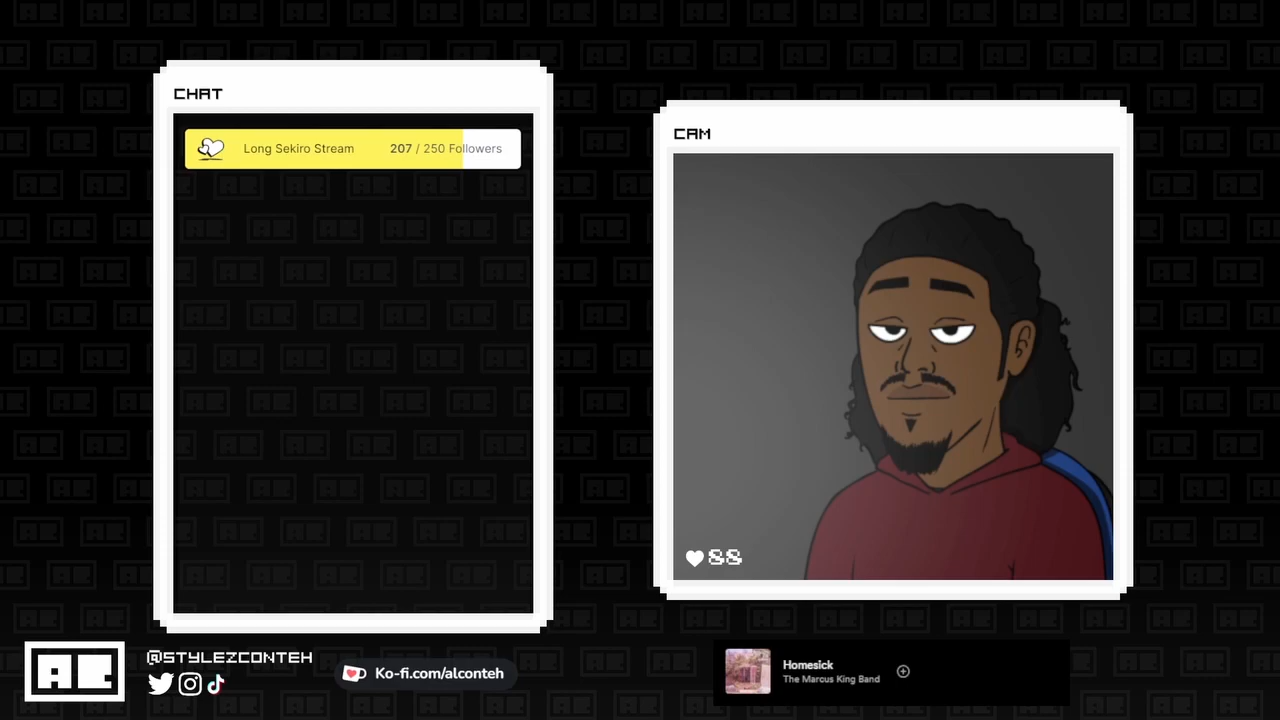 CHAT
Long Sekiro Stream 207 / 250 Followers
CAM
88
AC
@STYLEZCONTEH
Ko-fi.com/alconteh
Homesick
The Marcus King Band